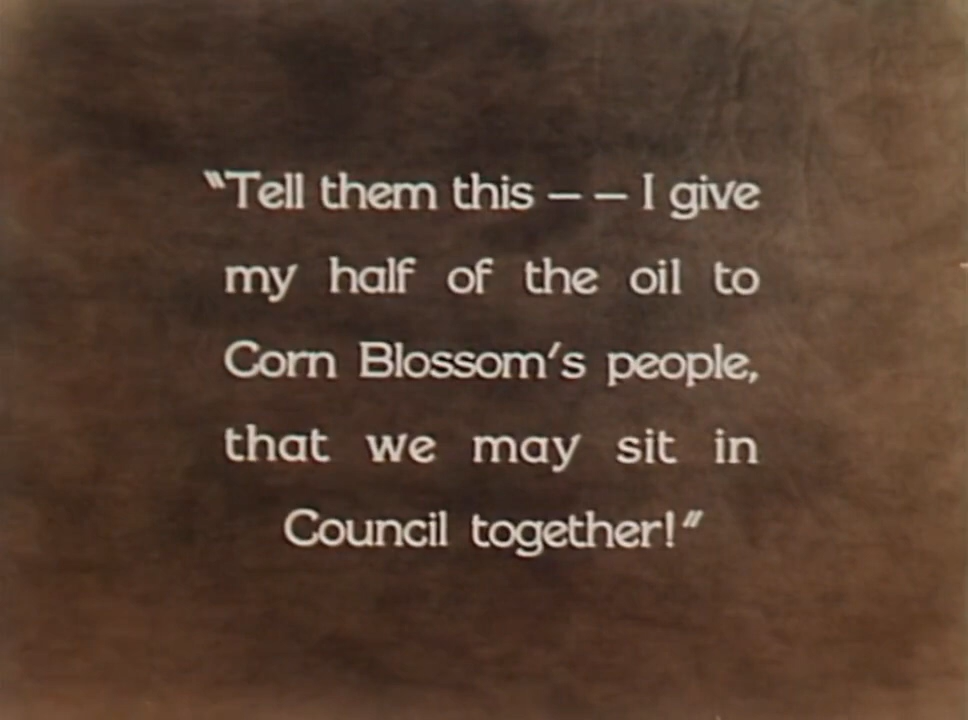 "Tell them this – – I give
my half of the oil to
Corn Blossom's people,
that we may sit in
Council together!"